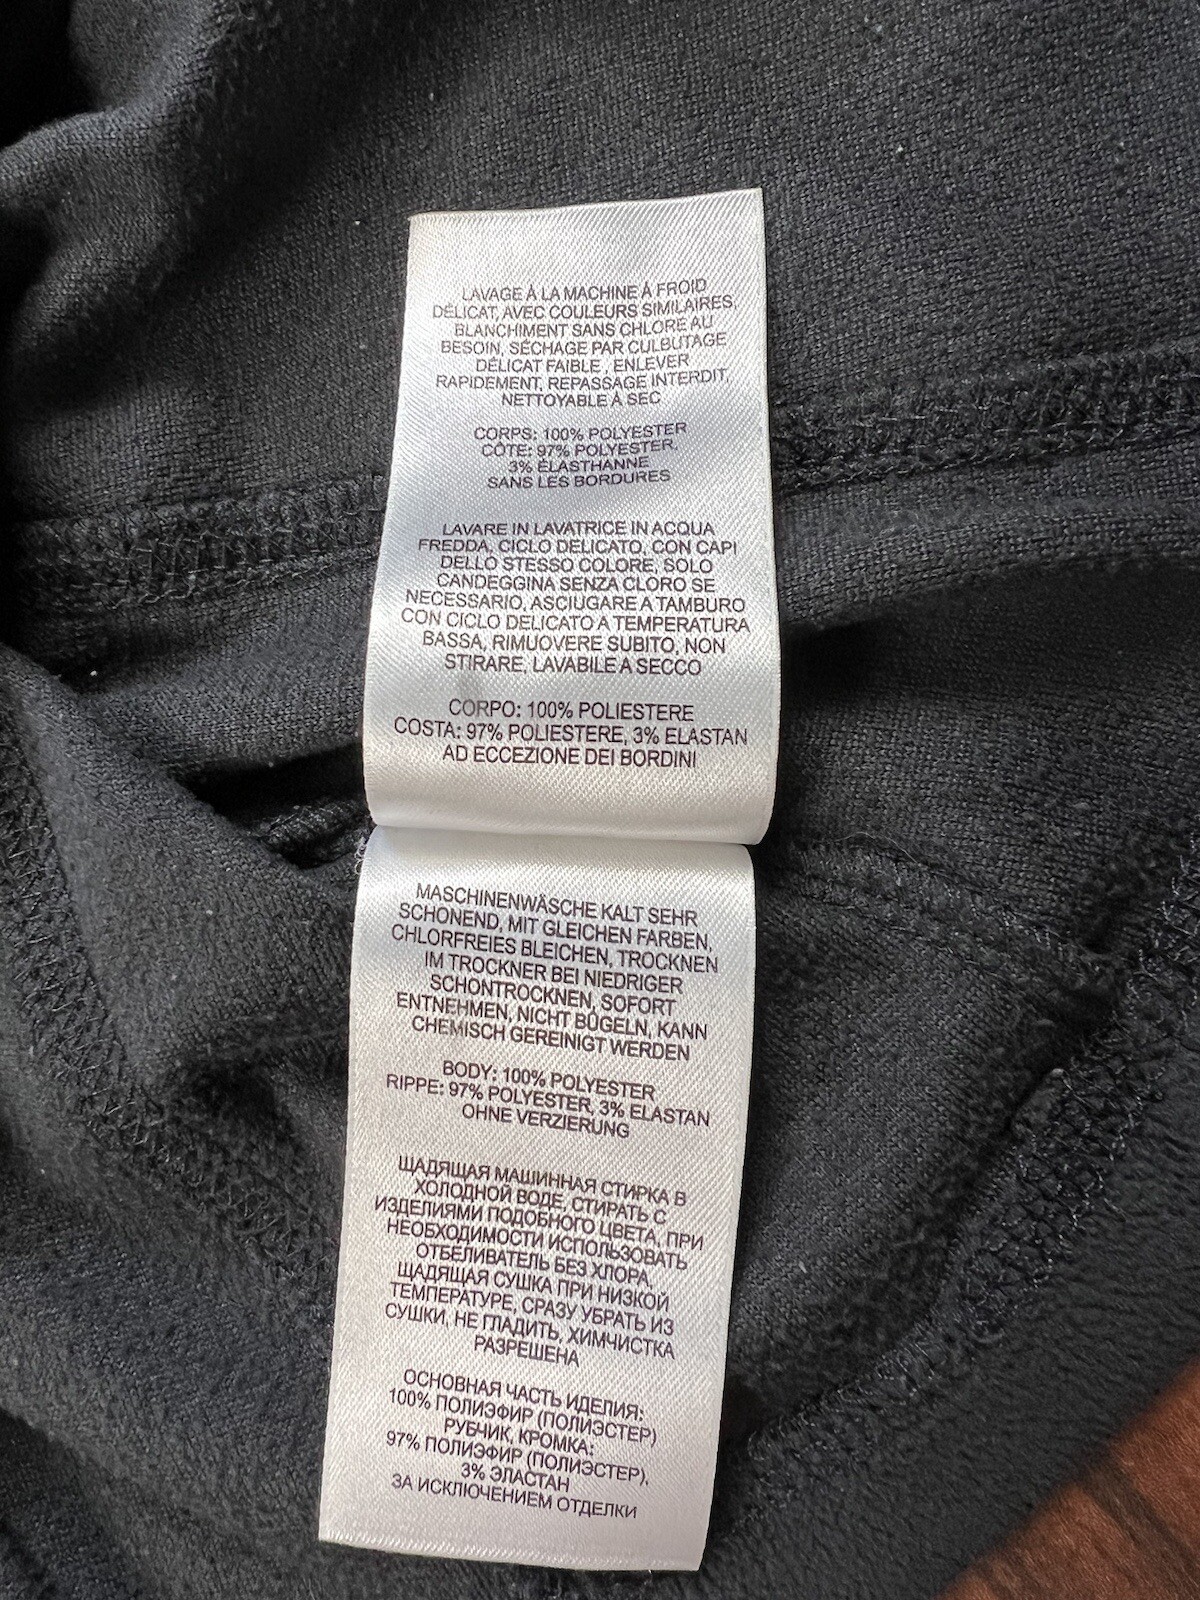 LAVAGE À LA MACHINE À FROID
DÉLICAT, AVEC COULEURS SIMILAIRES,
BLANCHIMENT SANS CHLORE AU
BESOIN, SÉCHAGE PAR CULBUTAGE
DÉLICAT FAIBLE , ENLEVER
RAPIDEMENT, REPASSAGE INTERDIT,
NETTOYABLE À SEC
CORPS: 100% POLYESTER
CÔTE: 97% POLYESTER,
3% ÉLASTHANNE
SANS LES BORDURES
LAVARE IN LAVATRICE IN ACQUA
FREDDA, CICLO DELICATO, CON CAPI
DELLO STESSO COLORE, SOLO
CANDEGGINA SENZA CLORO SE
NECESSARIO, ASCIUGARE A TAMBURO
CON CICLO DELICATO A TEMPERATURA
BASSA, RIMUOVERE SUBITO, NON
STIRARE, LAVABILE A SECCO
CORPO: 100% POLIESTERE
COSTA: 97% POLIESTERE, 3% ELASTAN
AD ECCEZIONE DEI BORDINI
MASCHINENWÄSCHE KALT SEHR
SCHONEND, MIT GLEICHEN FARBEN,
CHLORFREIES BLEICHEN, TROCKNEN
IM TROCKNER BEI NIEDRIGER
SCHONTROCKNEN, SOFORT
ENTNEHMEN, NICHT BÜGELN, KANN
CHEMISCH GEREINIGT WERDEN
BODY: 100% POLYESTER
RIPPE: 97% POLYESTER, 3% ELASTAN
OHNE VERZIERUNG
ЩАДЯЩАЯ МАШИННАЯ СТИРКА В
ХОЛОДНОЙ ВОДЕ, СТИРАТЬ С
ИЗДЕЛИЯМИ ПОДОБНОГО ЦВЕТА, ПРИ
НЕОБХОДИМОСТИ ИСПОЛЬЗОВАТЬ
ОТБЕЛИВАТЕЛЬ БЕЗ ХЛОРА,
ЩАДЯЩАЯ СУШКА ПРИ НИЗКОЙ
ТЕМПЕРАТУРЕ, СРАЗУ УБРАТЬ ИЗ
СУШКИ, НЕ ГЛАДИТЬ, ХИМЧИСТКА
РАЗРЕШЕНА
ОСНОВНАЯ ЧАСТЬ ИДЕЛИЯ:
100% ПОЛИЭФИР (ПОЛИЭСТЕР)
РУБЧИК, КРОМКА:
97% ПОЛИЭФИР (ПОЛИЭСТЕР),
3% ЭЛАСТАН
ЗА ИСКЛЮЧЕНИЕМ ОТДЕЛКИ